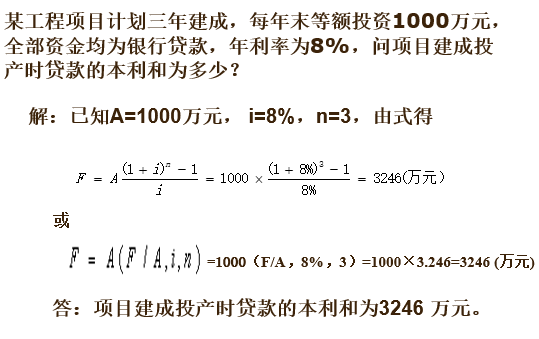 某工程项目计划三年建成，每年末等额投资1000万元，
全部资金均为银行贷款，年利率为8%，问项目建成投
产时贷款的本利和为多少？
解：已知A=1000万元， i=8%，n=3，由式得
F = A \frac{(1 + i)^n - 1}{i} = 1000 × \frac{(1 + 8%)^3 - 1}{8%} = 3246(万元)
或
F = A(F / A,i,n) =1000（F/A，8%，3）=1000×3.246=3246 (万元)
答：项目建成投产时贷款的本利和为3246 万元。